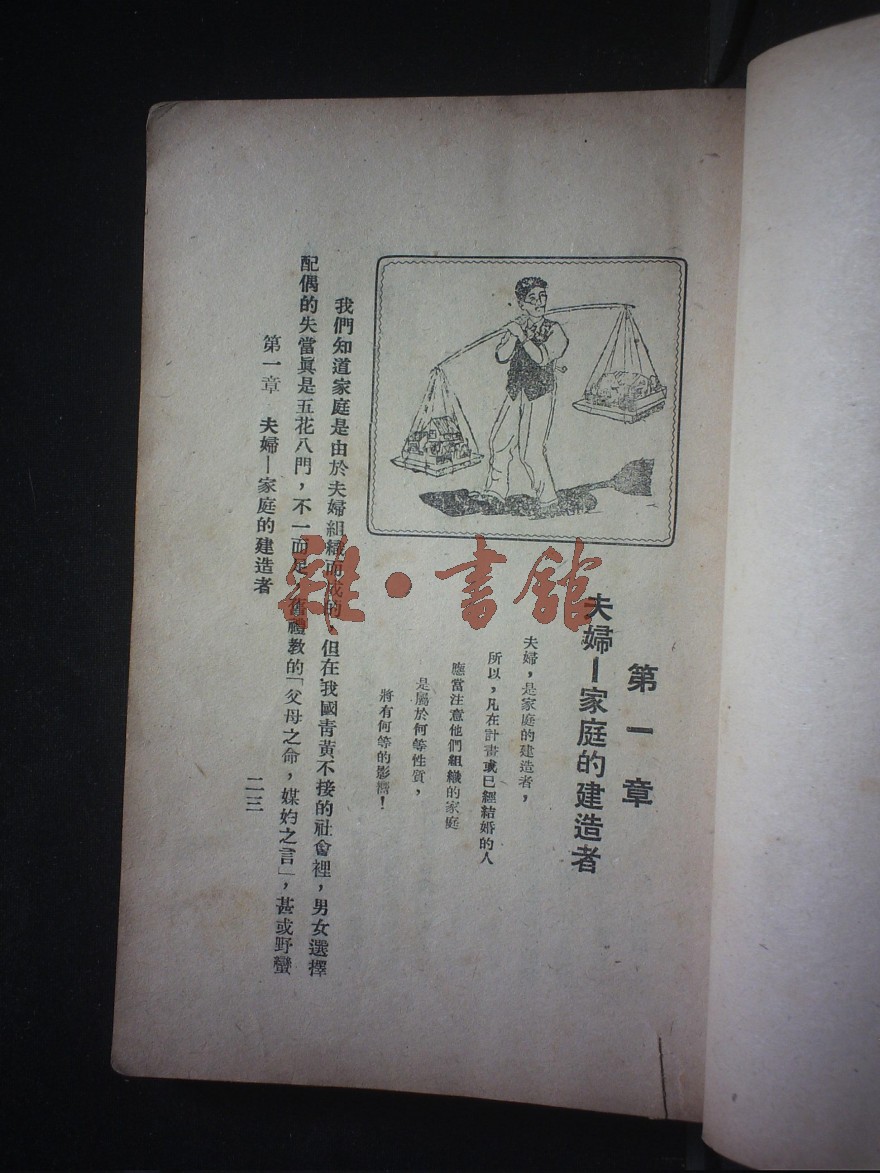 第一章
夫婦—家庭的建造者
夫婦，是家庭的建造者，
所以，凡在計畫或已經結婚的人
應當注意他們組織的家庭
是屬於何等性質，
將有何等的影響！
我們知道家庭是由於夫婦組織而成的，但在我國青黃不接的社會裡，男女選擇
配偶的失當眞是五花八門，不一而足，舊禮教的「父母之命，媒妁之言」，甚或野蠻
第一章　夫婦—家庭的建造者
二三
雜·書館